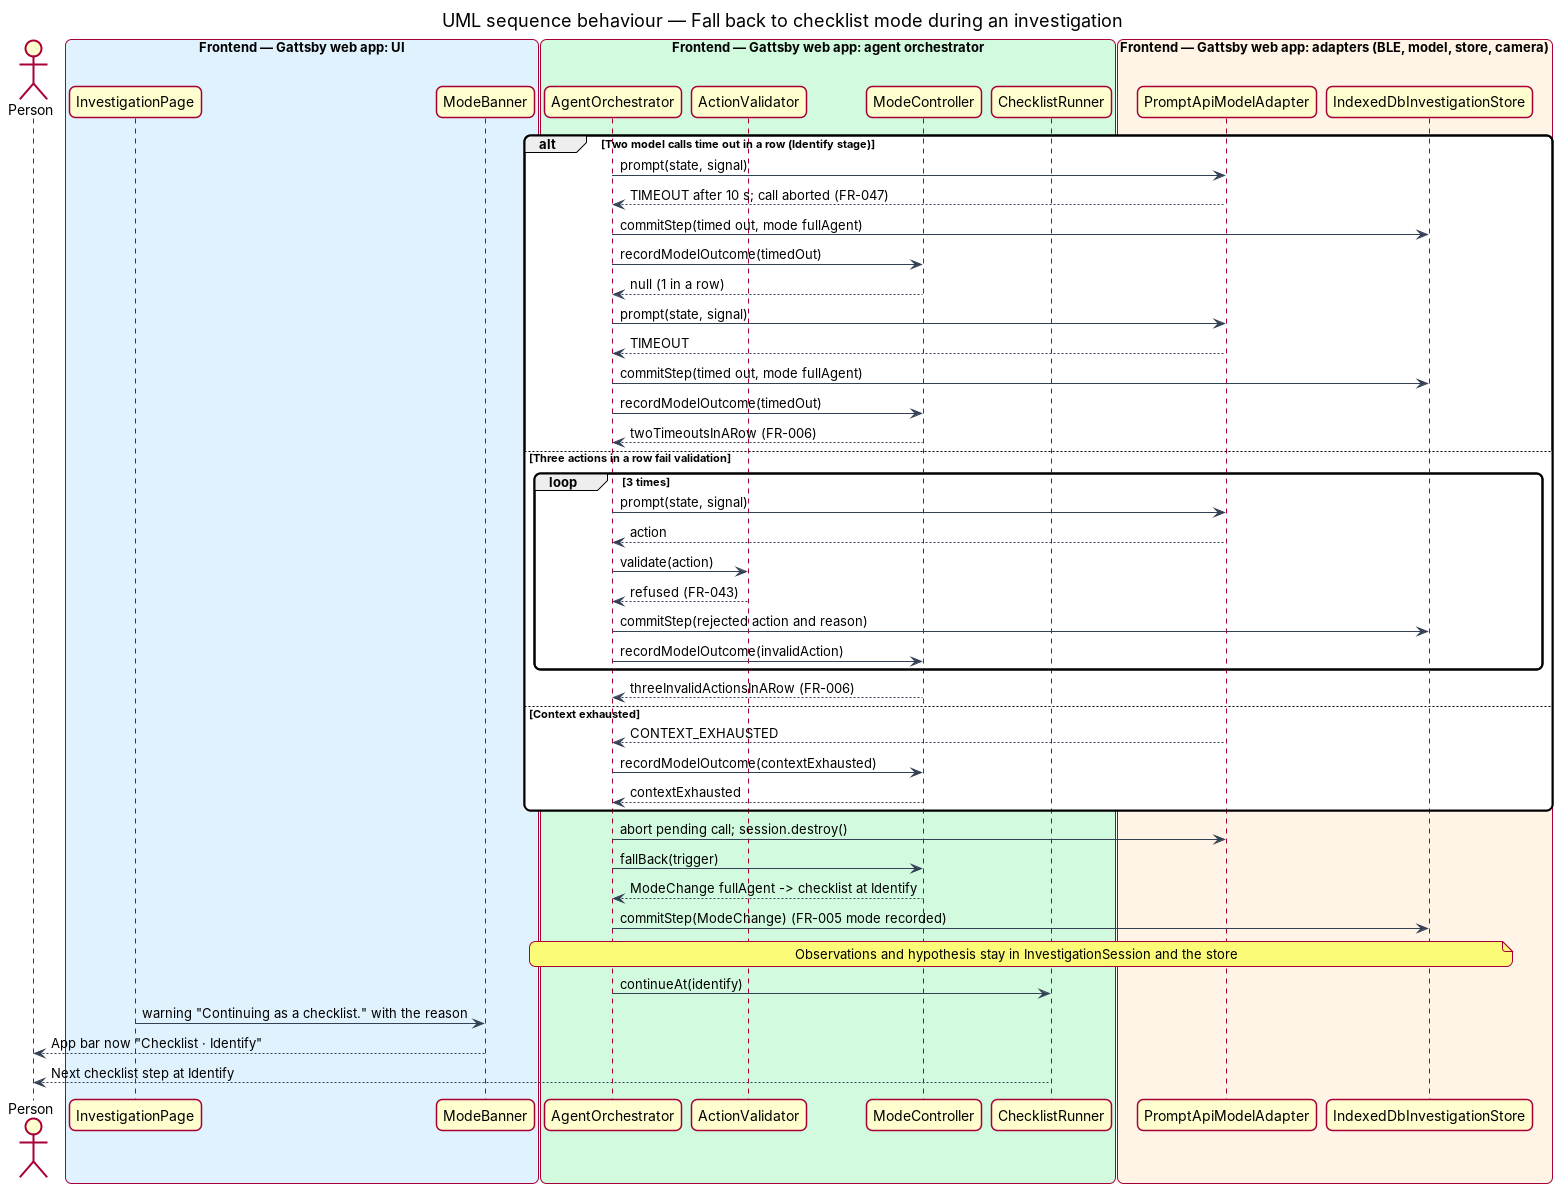 UML sequence behaviour — Fall back to checklist mode during an investigation
Frontend — Gattsby web app: UI
Frontend — Gattsby web app: agent orchestrator
Frontend — Gattsby web app: adapters (BLE, model, store, camera)
Person
InvestigationPage
ModeBanner
AgentOrchestrator
ActionValidator
ModeController
ChecklistRunner
PromptApiModelAdapter
IndexedDbInvestigationStore
alt
[Two model calls time out in a row (Identify stage)]
prompt(state, signal)
TIMEOUT after 10 s; call aborted (FR-047)
commitStep(timed out, mode fullAgent)
recordModelOutcome(timedOut)
null (1 in a row)
prompt(state, signal)
TIMEOUT
commitStep(timed out, mode fullAgent)
recordModelOutcome(timedOut)
twoTimeoutsInARow (FR-006)
[Three actions in a row fail validation]
loop
[3 times]
prompt(state, signal)
action
validate(action)
refused (FR-043)
commitStep(rejected action and reason)
recordModelOutcome(invalidAction)
threeInvalidActionsInARow (FR-006)
[Context exhausted]
CONTEXT_EXHAUSTED
recordModelOutcome(contextExhausted)
contextExhausted
abort pending call; session.destroy()
fallBack(trigger)
ModeChange fullAgent -> checklist at Identify
commitStep(ModeChange) (FR-005 mode recorded)
Observations and hypothesis stay in InvestigationSession and the store
continueAt(identify)
warning "Continuing as a checklist." with the reason
App bar now "Checklist · Identify"
Next checklist step at Identify
Person
InvestigationPage
ModeBanner
AgentOrchestrator
ActionValidator
ModeController
ChecklistRunner
PromptApiModelAdapter
IndexedDbInvestigationStore